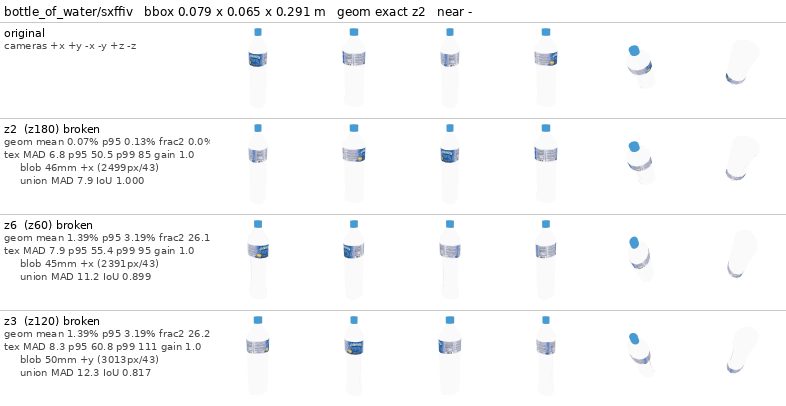 bottle_of_water/sxffiv bbox 0.079 x 0.065 x 0.291 m geom exact z2 near -
original
cameras +x +y -x -y +z -z
z2 (z180) broken
geom mean 0.07% p95 0.13% frac2 0.0%
tex MAD 6.8 p95 50.5 p99 85 gain 1.0
blob 46mm +x (2499px/43)
union MAD 7.9 IoU 1.000
z6 (z60) broken
geom mean 1.39% p95 3.19% frac2 26.1
tex MAD 7.9 p95 55.4 p99 95 gain 1.0
blob 45mm +x (2391px/43)
union MAD 11.2 IoU 0.899
z3 (z120) broken
geom mean 1.39% p95 3.19% frac2 26.2
tex MAD 8.3 p95 60.8 p99 111 gain 1.0
blob 50mm +y (3013px/43)
union MAD 12.3 IoU 0.817